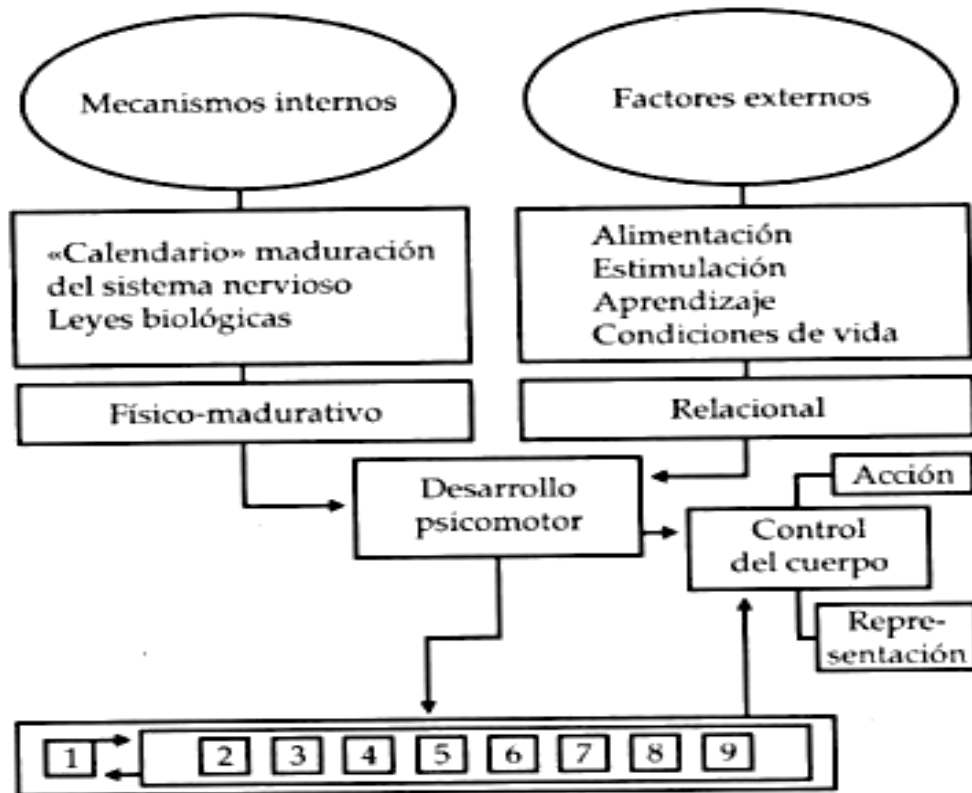 Mecanismos internos
Factores externos
«Calendario» maduración
del sistema nervioso
Leyes biológicas
Alimentación
Estimulación
Aprendizaje
Condiciones de vida
Físico-madurativo
Relacional
Desarrollo
psicomotor
Acción
Control
del cuerpo
Repre-
sentación
1 2 3 4 5 6 7 8 9